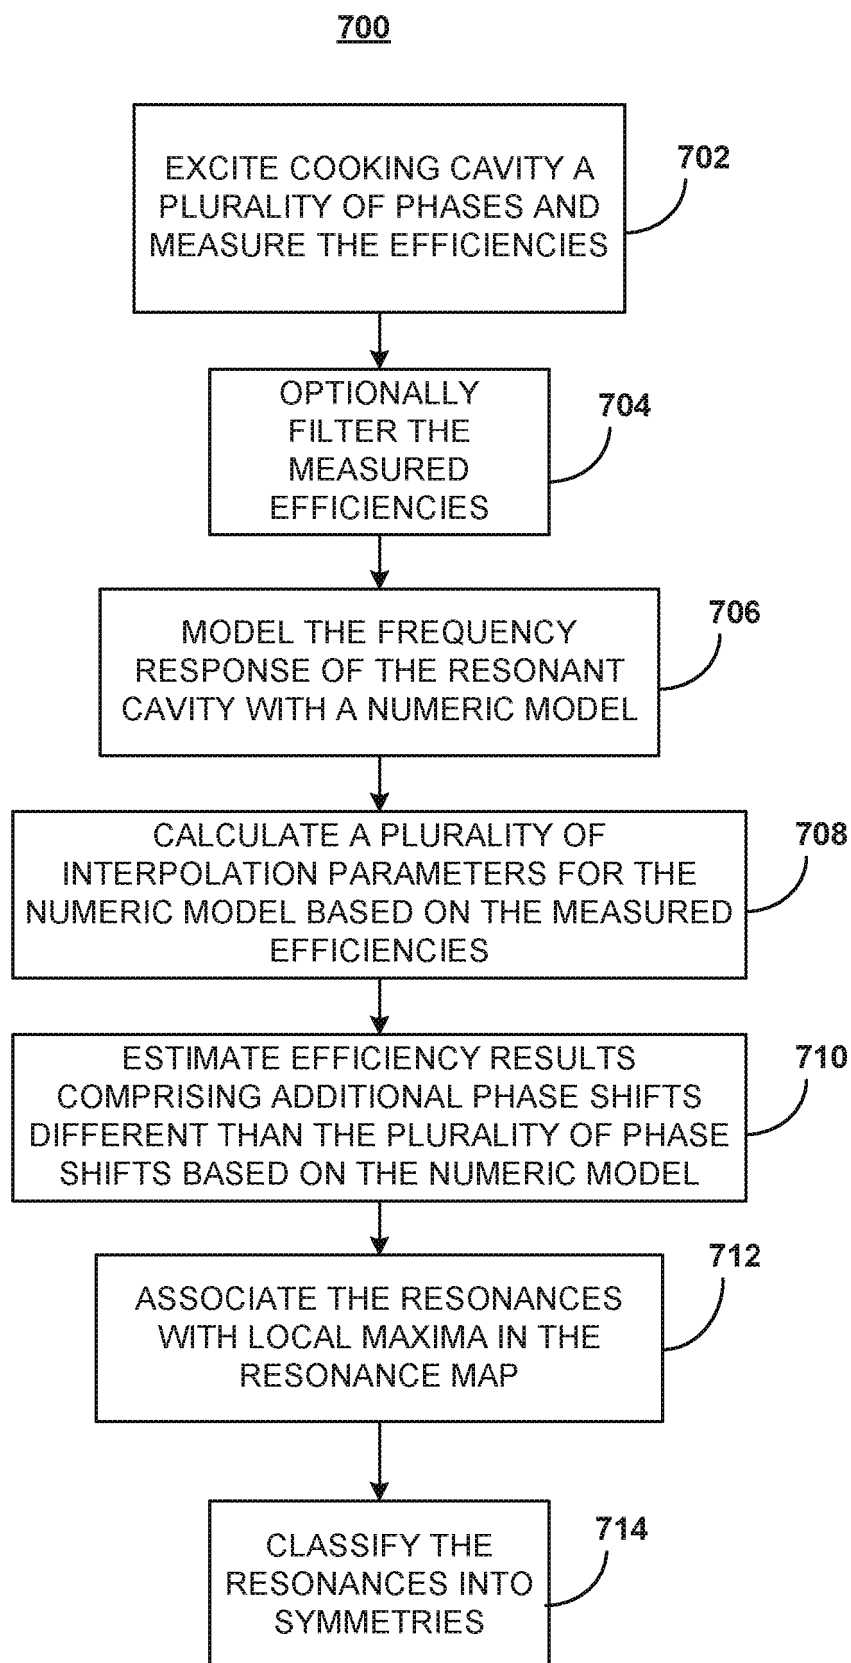 700
EXCITE COOKING CAVITY A
PLURALITY OF PHASES AND
MEASURE THE EFFICIENCIES
702
OPTIONALLY
FILTER THE
MEASURED
EFFICIENCIES
704
MODEL THE FREQUENCY
RESPONSE OF THE RESONANT
CAVITY WITH A NUMERIC MODEL
706
CALCULATE A PLURALITY OF
INTERPOLATION PARAMETERS FOR THE
NUMERIC MODEL BASED ON THE MEASURED
EFFICIENCIES
708
ESTIMATE EFFICIENCY RESULTS
COMPRISING ADDITIONAL PHASE SHIFTS
DIFFERENT THAN THE PLURALITY OF PHASE
SHIFTS BASED ON THE NUMERIC MODEL
710
ASSOCIATE THE RESONANCES
WITH LOCAL MAXIMA IN THE
RESONANCE MAP
712
CLASSIFY THE
RESONANCES INTO
SYMMETRIES
714